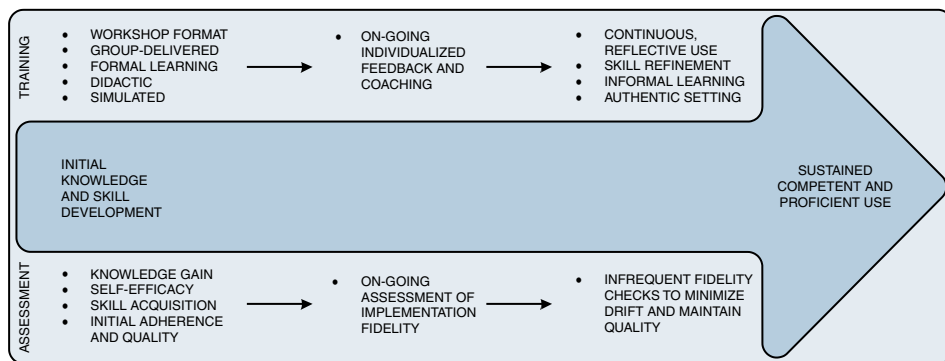 TRAINING
• WORKSHOP FORMAT
• GROUP-DELIVERED
• FORMAL LEARNING
• DIDACTIC
• SIMULATED
• ON-GOING
INDIVIDUALIZED
FEEDBACK AND
COACHING
• CONTINUOUS,
REFLECTIVE USE
• SKILL REFINEMENT
• INFORMAL LEARNING
• AUTHENTIC SETTING
INITIAL
KNOWLEDGE
AND SKILL
DEVELOPMENT
SUSTAINED
COMPETENT AND
PROFICIENT USE
ASSESSMENT
• KNOWLEDGE GAIN
• SELF-EFFICACY
• SKILL ACQUISITION
• INITIAL ADHERENCE
AND QUALITY
• ON-GOING
ASSESSMENT OF
IMPLEMENTATION
FIDELITY
• INFREQUENT FIDELITY
CHECKS TO MINIMIZE
DRIFT AND MAINTAIN
QUALITY